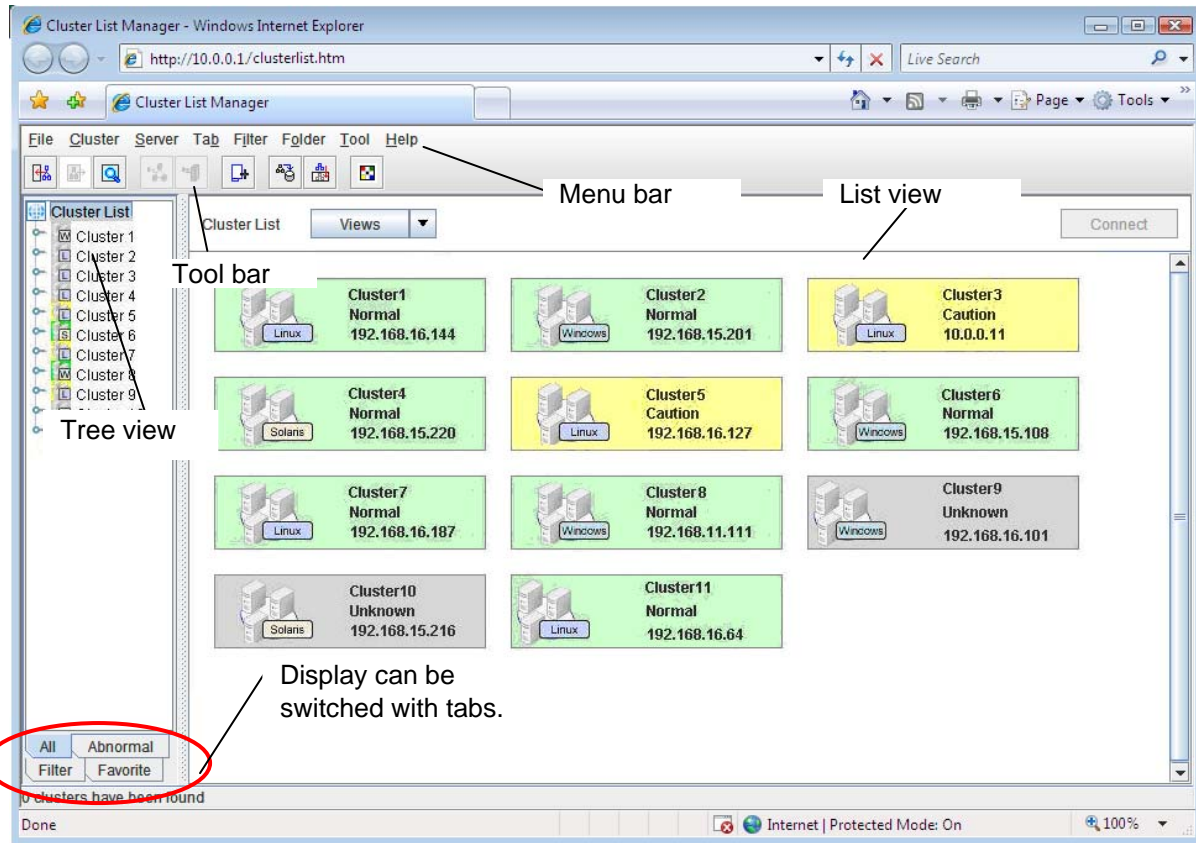 Cluster List Manager - Windows Internet Explorer
http://10.0.0.1/clusterlist.htm
Live Search
Cluster List Manager
Page
Tools
File Cluster Server Tab Filter Folder Tool Help
Menu bar
List view
Cluster List
Cluster 1
Cluster 2
Cluster 3
Cluster 4
Cluster 5
Cluster 6
Cluster 7
Cluster 8
Cluster 9
Cluster List
Views
Connect
Tool bar
Tree view
Cluster1
Normal
Linux
192.168.16.144
Cluster2
Normal
Windows
192.168.15.201
Cluster3
Caution
Linux
10.0.0.11
Cluster4
Normal
Solaris
192.168.15.220
Cluster5
Caution
Linux
192.168.16.127
Cluster6
Normal
Windows
192.168.15.108
Cluster7
Normal
Linux
192.168.16.187
Cluster8
Normal
Windows
192.168.11.111
Cluster9
Unknown
Windows
192.168.16.101
Cluster10
Unknown
Solaris
192.168.15.216
Cluster11
Normal
Linux
192.168.16.64
Display can be
switched with tabs.
All Abnormal
Filter Favorite
0 clusters have been found
Done
Internet | Protected Mode: On
100%